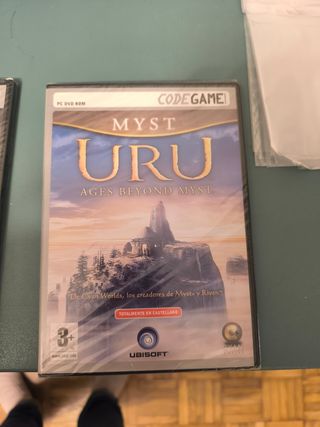 PC DVD-ROM
CODEGAME
MYST
URU
AGES BEYOND MYST
De Cyan Worlds, los creadores de Myst y Riven
TOTALMENTE EN CASTELLANO
3+
UBISOFT